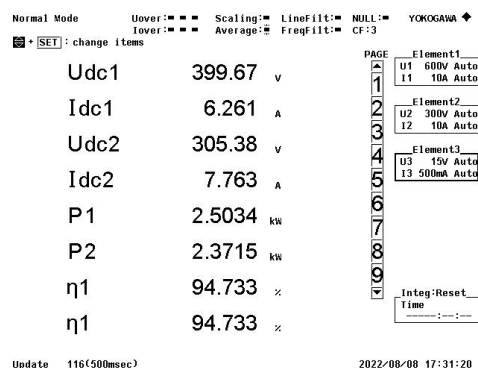 Normal Mode Uover: Scaling: LineFilt: NULL: YOKOGAWA
Iover: Average: FreqFilt: CF:3
+ SET : change items
PAGE
Udc1 399.67 V
Idc1 6.261 A
Udc2 305.38 V
Idc2 7.763 A
P1 2.5034 kW
P2 2.3715 kW
η1 94.733 %
η1 94.733 %
1
2
3
4
5
6
7
8
9
Element1
U1 600V Auto
I1 10A Auto
Element2
U2 300V Auto
I2 10A Auto
Element3
U3 15V Auto
I3 500mA Auto
Integ:Reset
Time
-----:--:--
Update 116(500msec) 2022/08/08 17:31:20